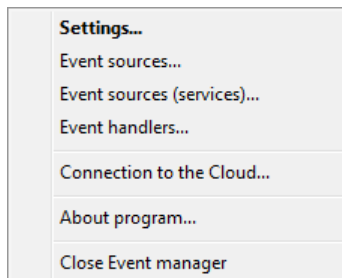 Settings...
Event sources...
Event sources (services)...
Event handlers...
Connection to the Cloud...
About program...
Close Event manager